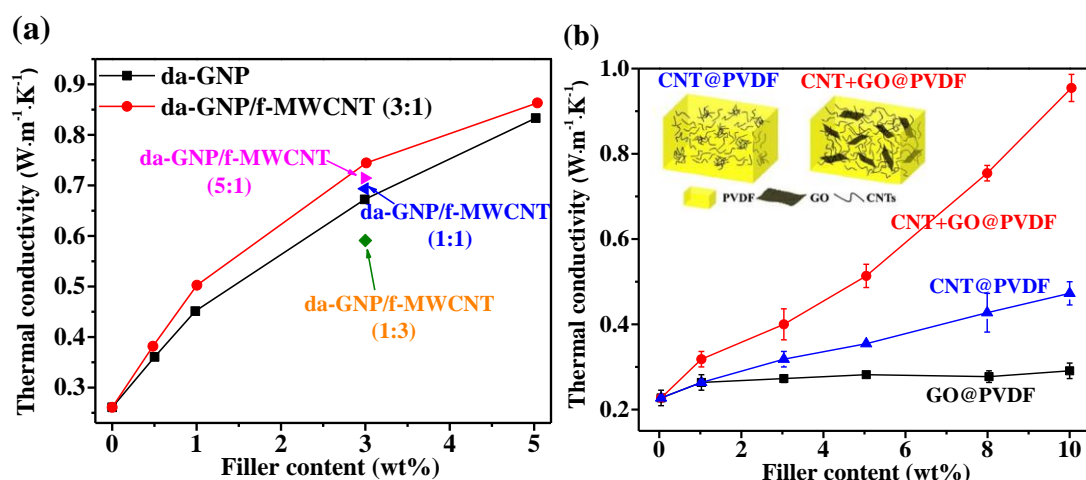 (a)
da-GNP
da-GNP/f-MWCNT (3:1)
da-GNP/f-MWCNT
(5:1)
da-GNP/f-MWCNT
(1:1)
da-GNP/f-MWCNT
(1:3)
Thermal conductivity (W·m⁻¹·K⁻¹)
0.9
0.8
0.7
0.6
0.5
0.4
0.3
0 1 2 3 4 5
Filler content (wt%)
(b)
CNT@PVDF CNT+GO@PVDF
PVDF GO CNTs
CNT+GO@PVDF
CNT@PVDF
GO@PVDF
Thermal conductivity (W·m⁻¹·K⁻¹)
1.0
0.8
0.6
0.4
0.2
0 2 4 6 8 10
Filler content (wt%)